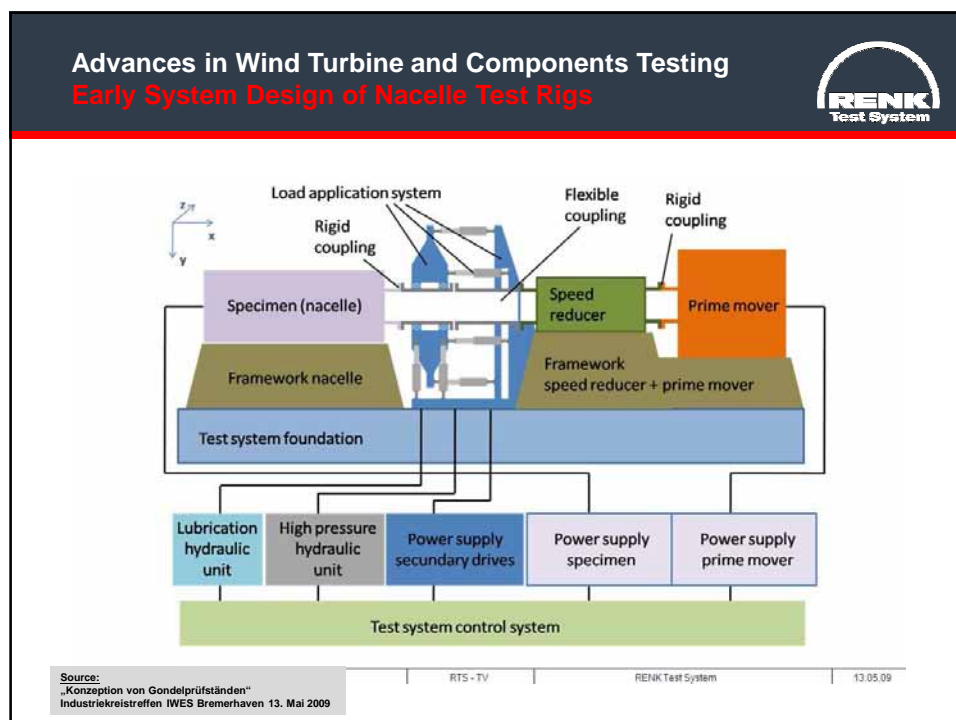 Advances in Wind Turbine and Components Testing
Early System Design of Nacelle Test Rigs
RENK
Test System
z
x
y
Load application system
Rigid
coupling
Flexible
coupling
Rigid
coupling
Specimen (nacelle)
Speed
reducer
Prime mover
Framework nacelle
Framework
speed reducer + prime mover
Test system foundation
Lubrication
hydraulic
unit
High pressure
hydraulic
unit
Power supply
secundary drives
Power supply
specimen
Power supply
prime mover
Test system control system
Source:
„Konzeption von Gondelprüfständen“
Industriekreistreffen IWES Bremerhaven 13. Mai 2009
RTS - TV
RENK Test System
13.05.09